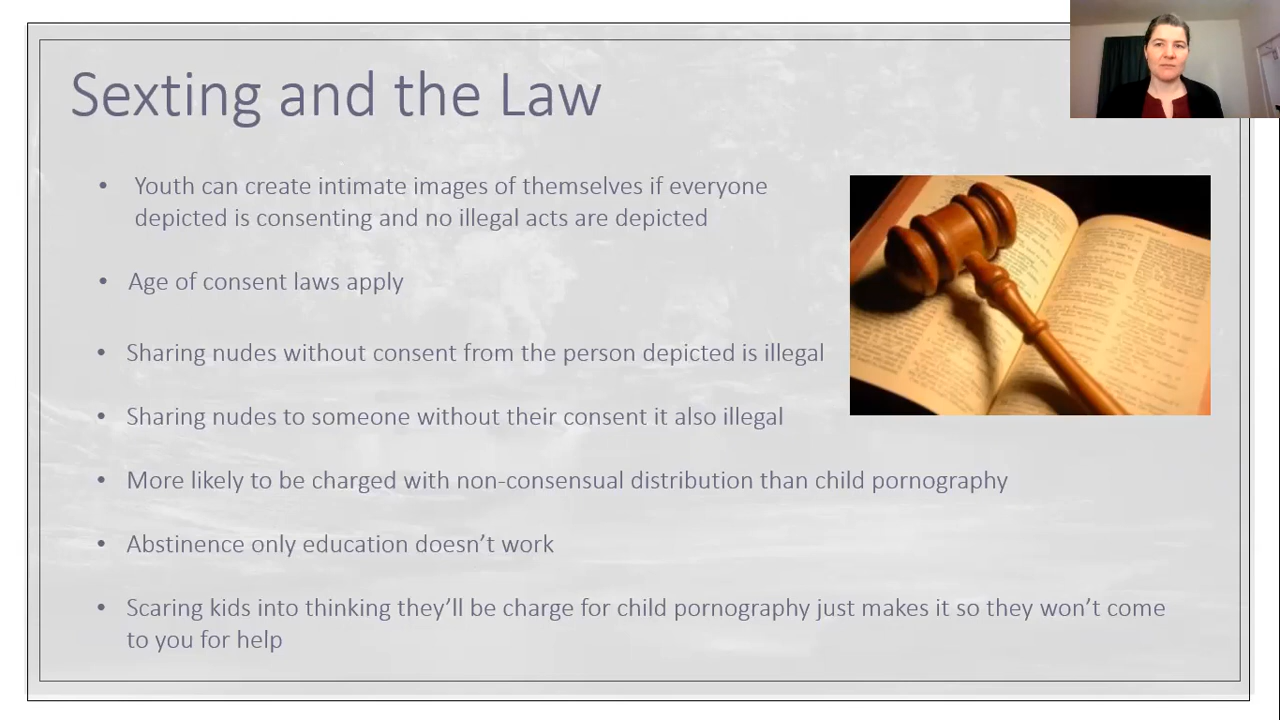 Sexting and the Law
• Youth can create intimate images of themselves if everyone
depicted is consenting and no illegal acts are depicted
• Age of consent laws apply
• Sharing nudes without consent from the person depicted is illegal
• Sharing nudes to someone without their consent it also illegal
• More likely to be charged with non-consensual distribution than child pornography
• Abstinence only education doesn't work
• Scaring kids into thinking they'll be charge for child pornography just makes it so they won't come
to you for help